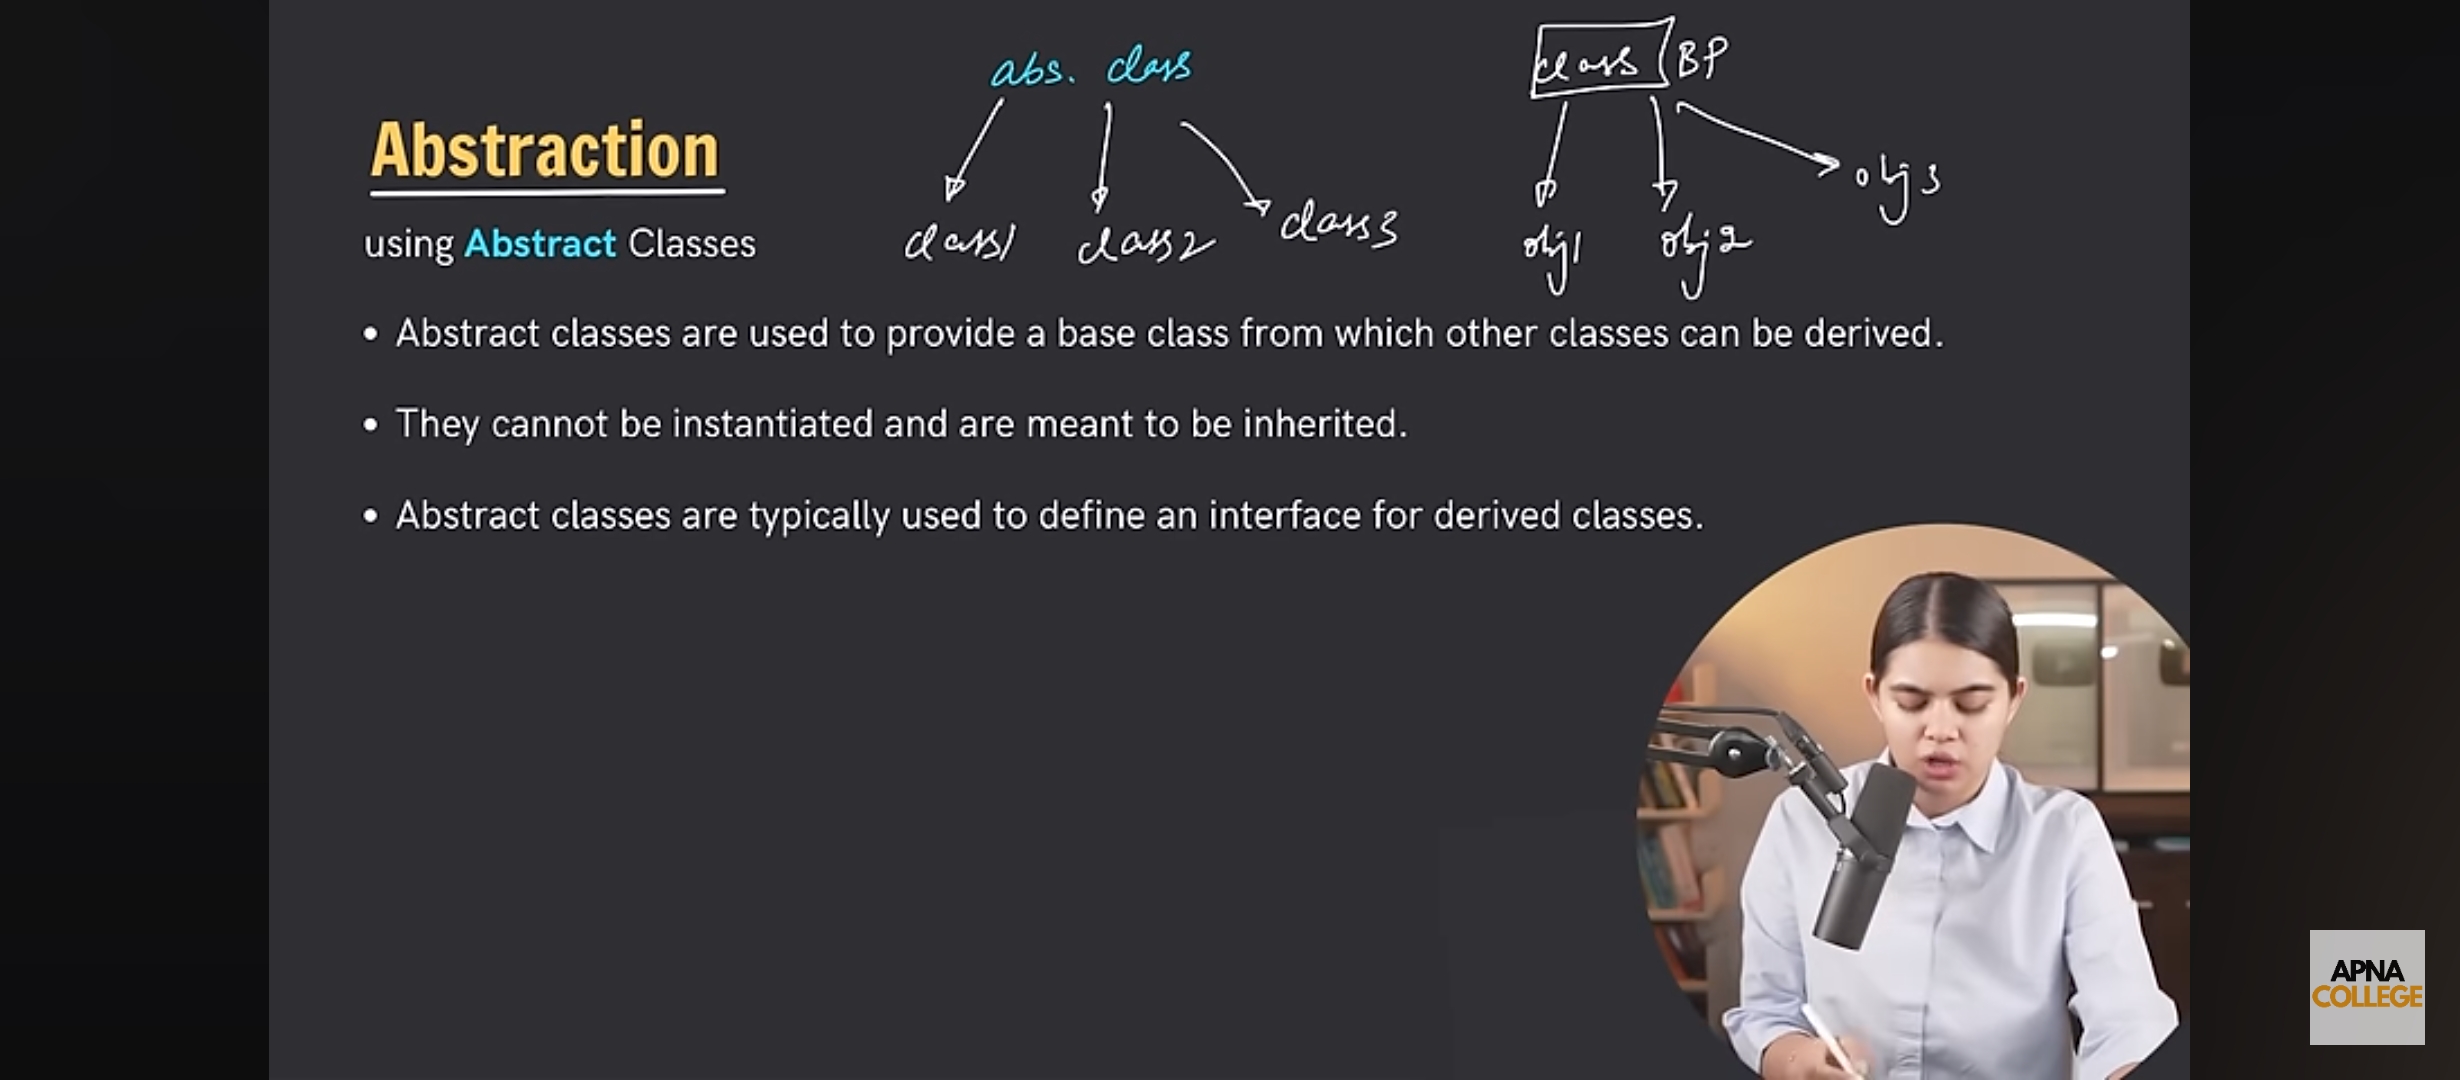 abs. class
class BP
Abstraction
using Abstract Classes
class1 class2 class3
obj1 obj2 obj3
• Abstract classes are used to provide a base class from which other classes can be derived.
• They cannot be instantiated and are meant to be inherited.
• Abstract classes are typically used to define an interface for derived classes.
APNA
COLLEGE